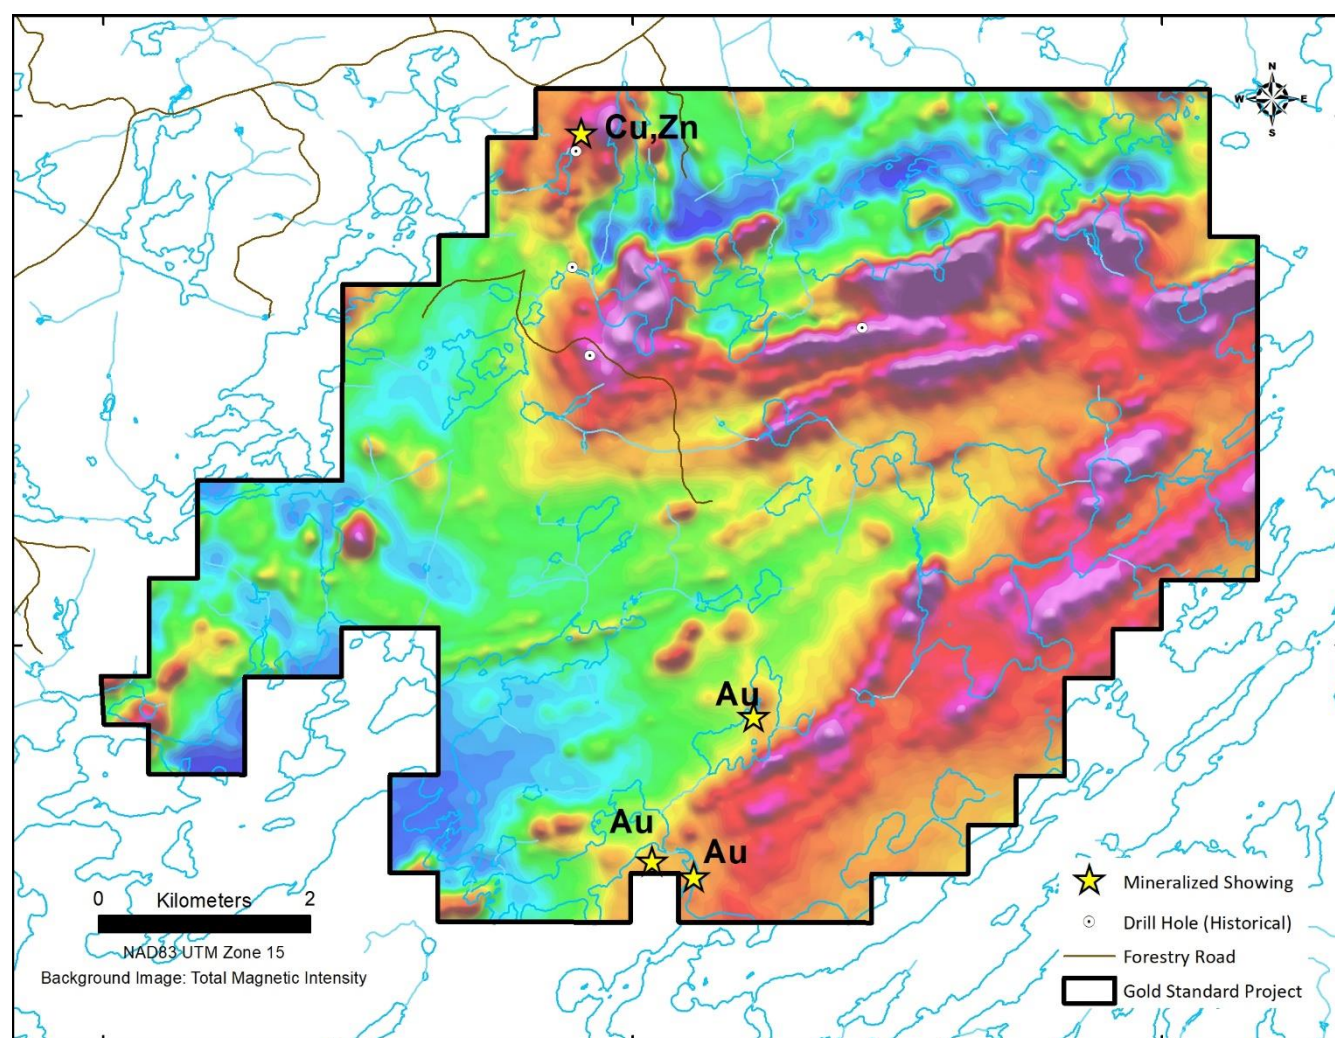 N
W E
S
Cu,Zn
Au
Au
Au
0 Kilometers 2
NAD83 UTM Zone 15
Background Image: Total Magnetic Intensity
Mineralized Showing
Drill Hole (Historical)
Forestry Road
Gold Standard Project